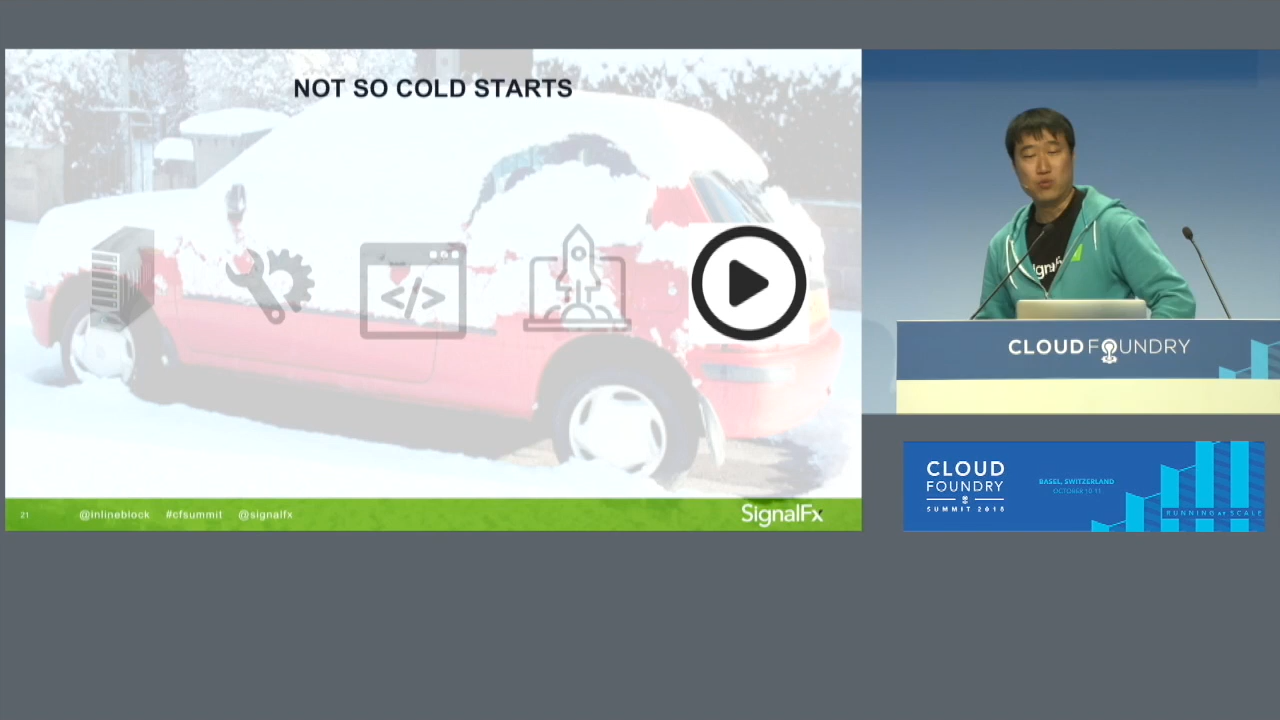 NOT SO COLD STARTS
</>
21
@inlineblock #cfsummit @signalfx
SignalFx
signalfx
CLOUD FOUNDRY
CLOUD
FOUNDRY
SUMMIT 2018
BASEL, SWITZERLAND
OCTOBER 10-11
RUNNING AT SCALE